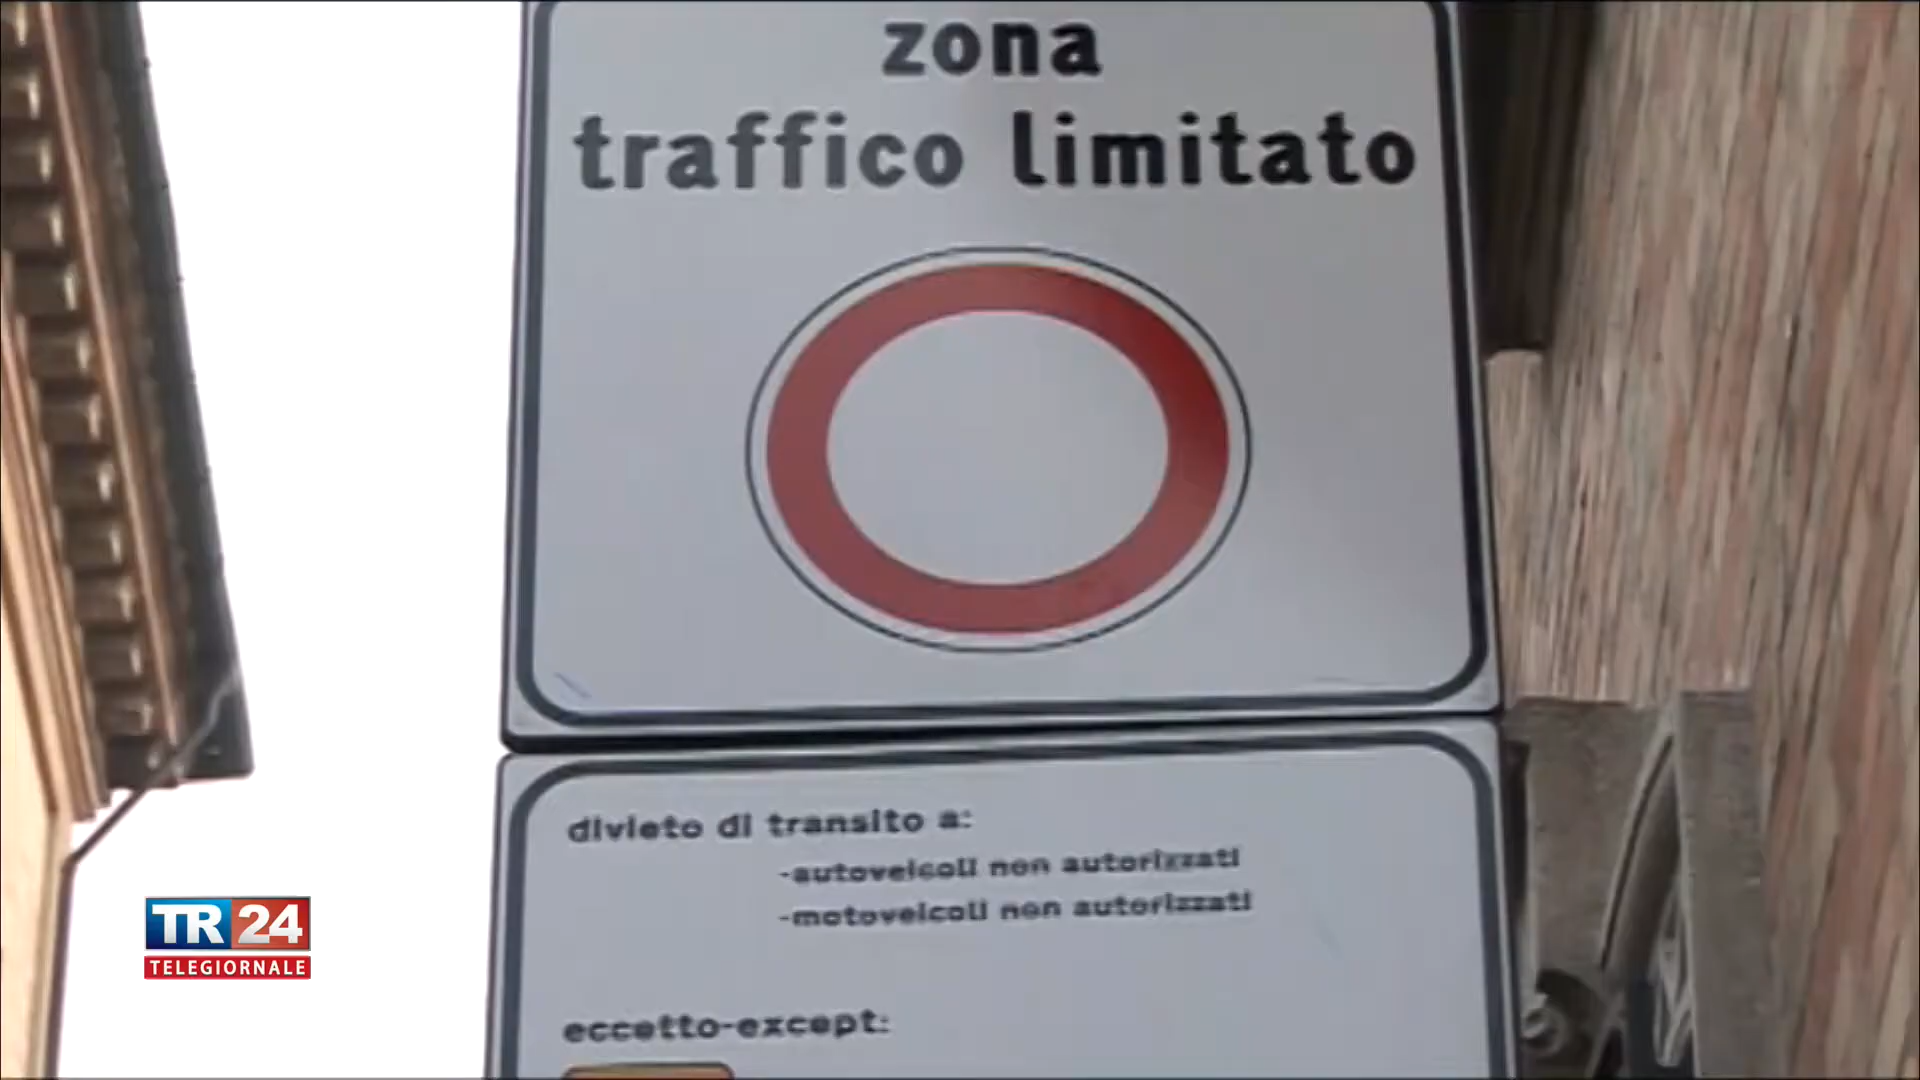 zona
traffico limitato
divieto di transito a:
-autoveicoli non autorizzati
-motoveicoli non autorizzati
eccetto-except:
TR24
TELEGIORNALE